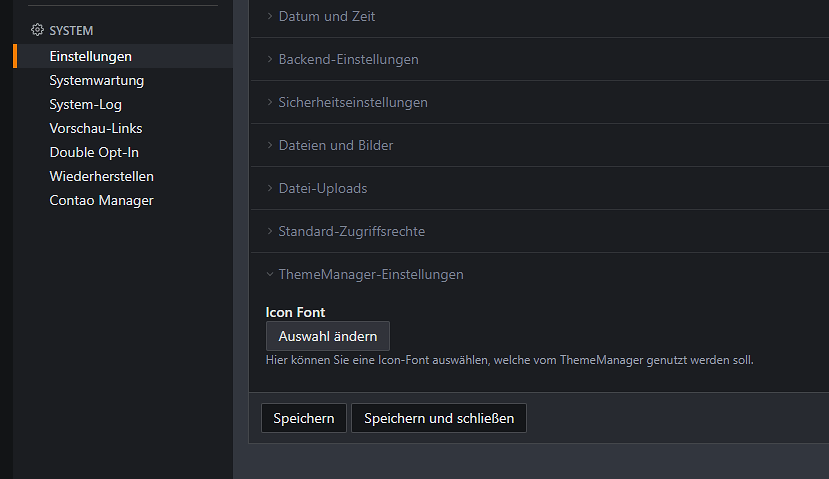 SYSTEM
Einstellungen
Systemwartung
System-Log
Vorschau-Links
Double Opt-In
Wiederherstellen
Contao Manager
Datum und Zeit
Backend-Einstellungen
Sicherheitseinstellungen
Dateien und Bilder
Datei-Uploads
Standard-Zugriffsrechte
ThemeManager-Einstellungen
Icon Font
Auswahl ändern
Hier können Sie eine Icon-Font auswählen, welche vom ThemeManager genutzt werden soll.
Speichern
Speichern und schließen